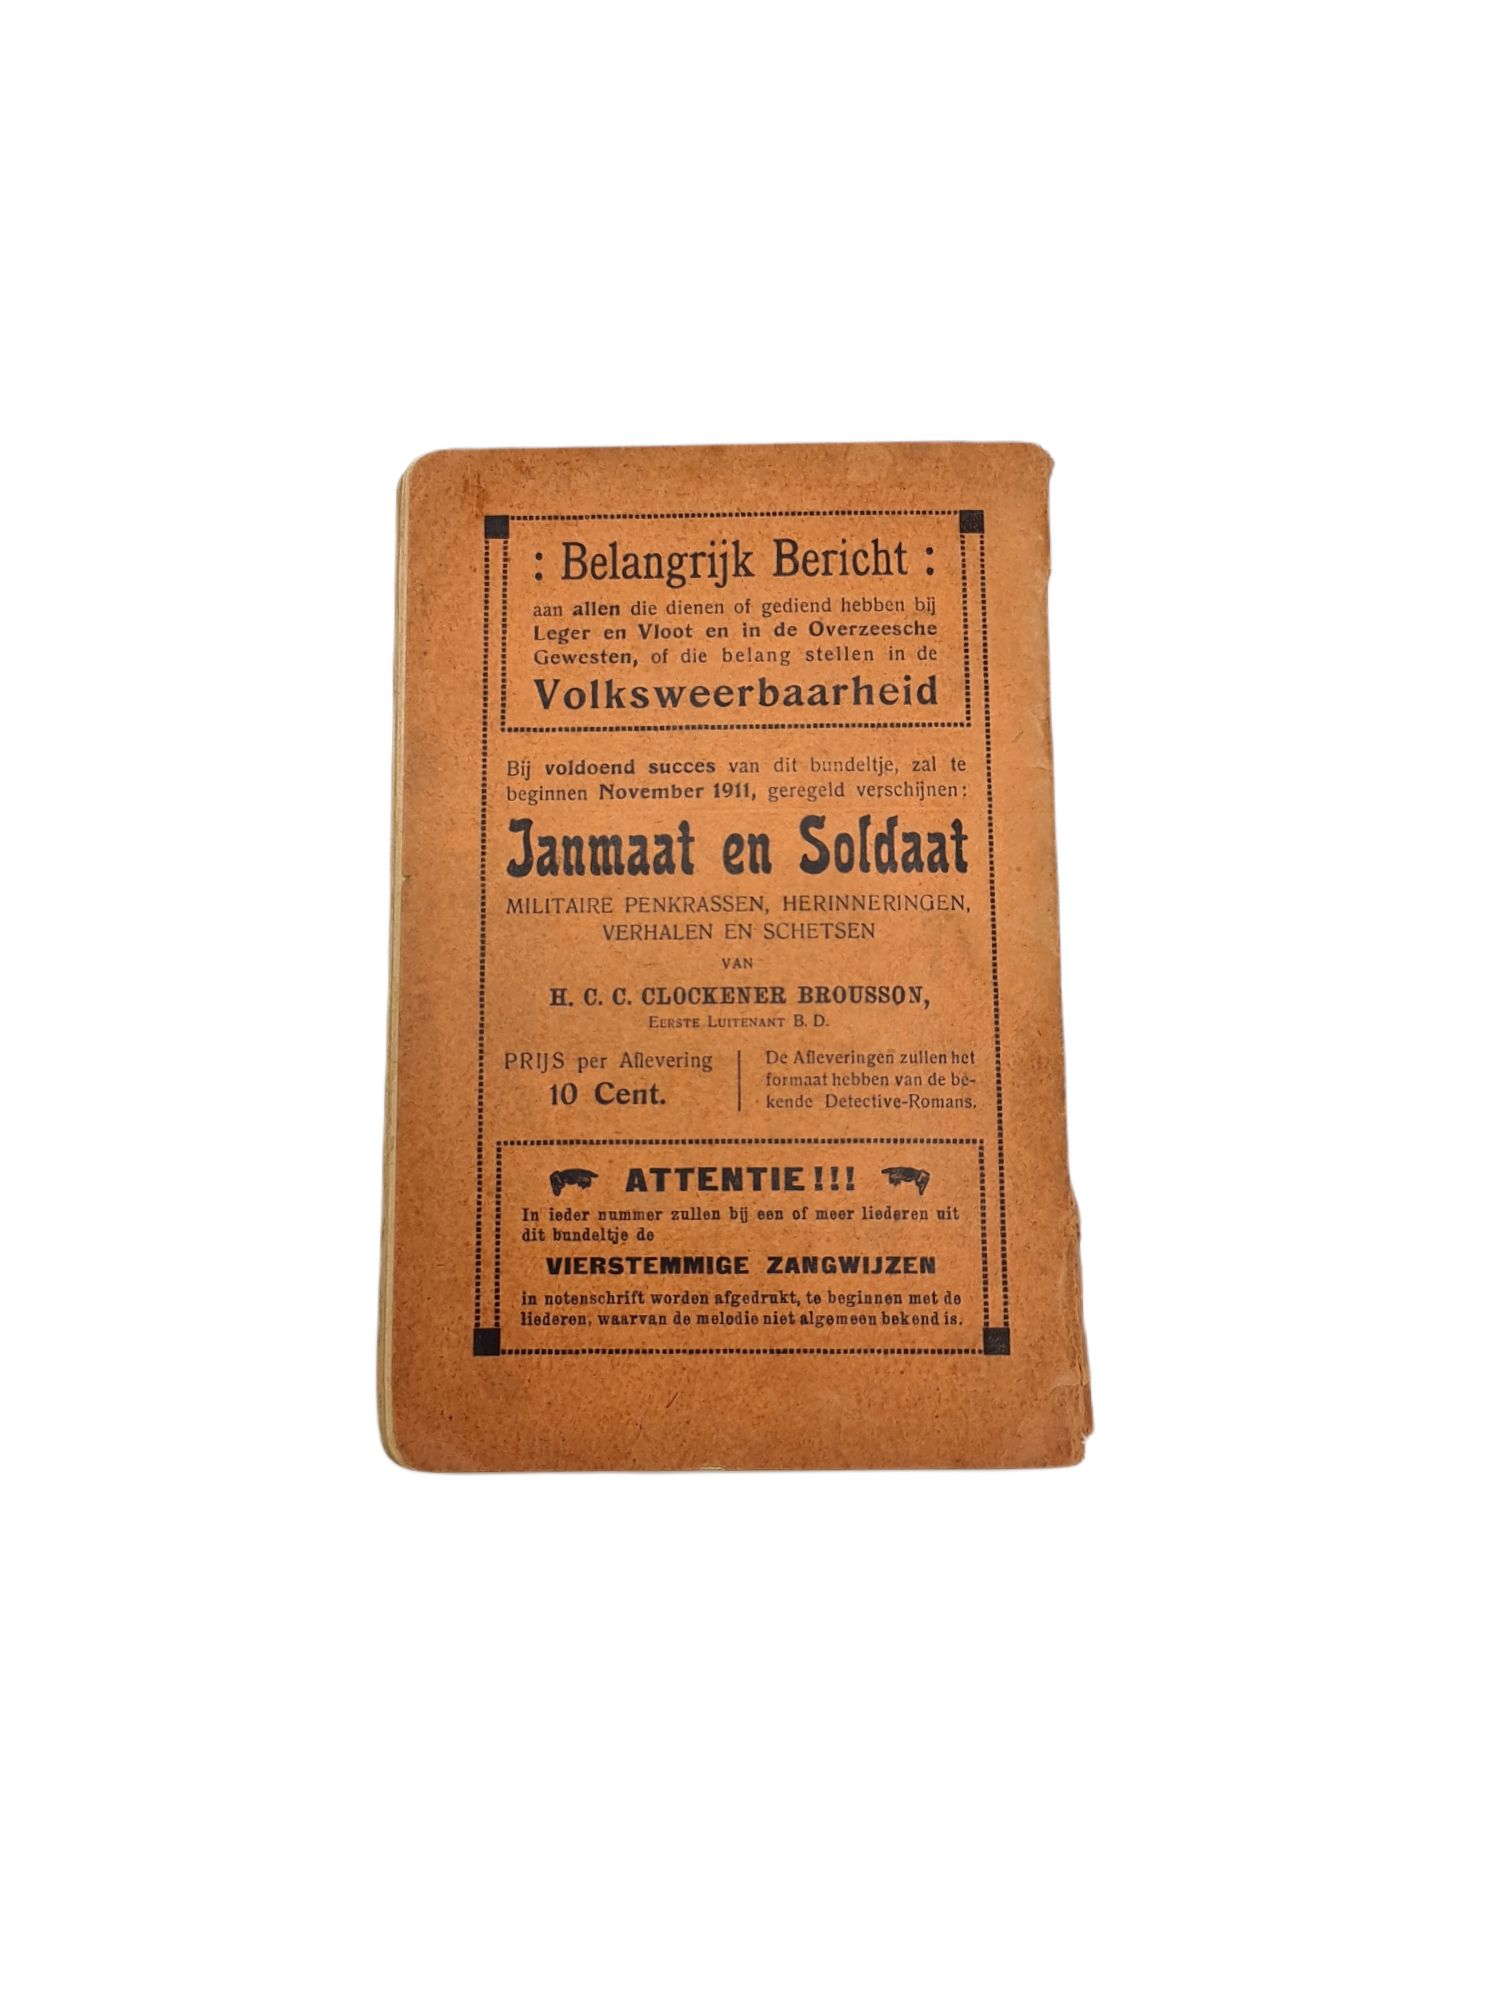 : Belangrijk Bericht :
aan allen die dienen of gediend hebben bij
Leger en Vloot en in de Overzeesche
Gewesten, of die belang stellen in de
Volksweerbaarheid
Bij voldoend succes van dit bundeltje, zal te
beginnen November 1911, geregeld verschijnen:
Janmaat en Soldaat
MILITAIRE PENKRASSEN, HERINNERINGEN,
VERHALEN EN SCHETSEN
VAN
H. C. C. CLOCKENER BROUSSON,
EERSTE LUITENANT B. D.
PRIJS per Aflevering
10 Cent.
De Afleveringen zullen het
formaat hebben van de be-
kende Detective-Romans.
ATTENTIE!!!
In ieder nummer zullen bij een of meer liederen uit
dit bundeltje de
VIERSTEMMIGE ZANGWIJZEN
in notenschrift worden afgedrukt, te beginnen met de
liederen, waarvan de melodie niet algemeen bekend is.